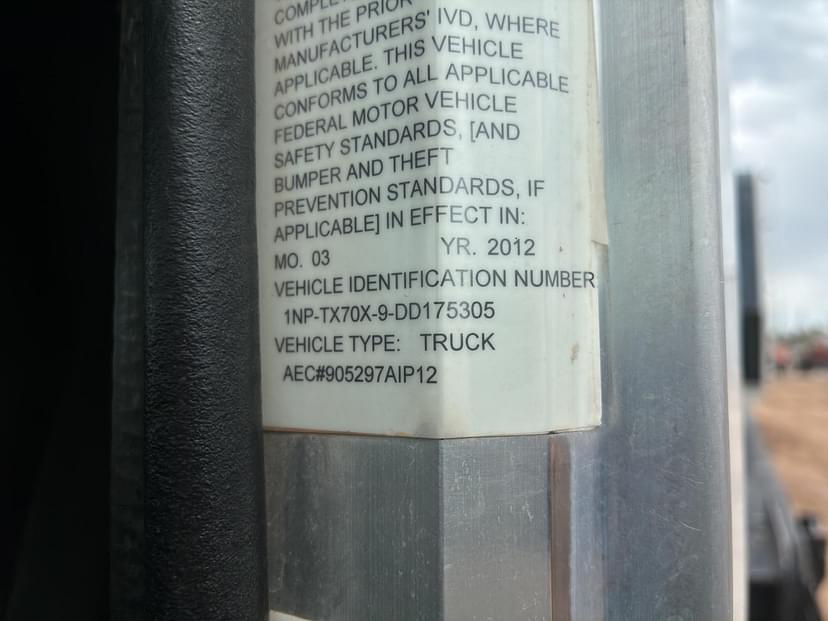 WITH THE PRIOR
MANUFACTURERS' IVD, WHERE
APPLICABLE. THIS VEHICLE
CONFORMS TO ALL APPLICABLE
FEDERAL MOTOR VEHICLE
SAFETY STANDARDS, [AND
BUMPER AND THEFT
PREVENTION STANDARDS, IF
APPLICABLE] IN EFFECT IN:
MO. 03 YR. 2012
VEHICLE IDENTIFICATION NUMBER
1NP-TX70X-9-DD175305
VEHICLE TYPE: TRUCK
AEC#905297AIP12